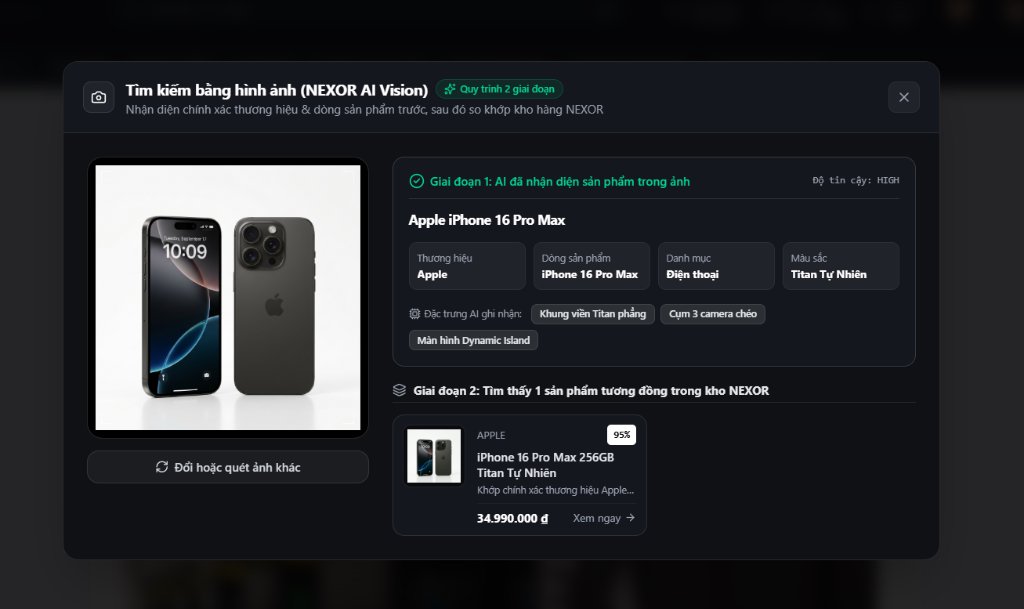 Tìm kiếm bằng hình ảnh (NEXOR AI Vision)
Quy trình 2 giai đoạn
Nhận diện chính xác thương hiệu & dòng sản phẩm trước, sau đó so khớp kho hàng NEXOR
10:09
Đổi hoặc quét ảnh khác
Giai đoạn 1: AI đã nhận diện sản phẩm trong ảnh
Độ tin cậy: HIGH
Apple iPhone 16 Pro Max
Thương hiệu
Apple
Dòng sản phẩm
iPhone 16 Pro Max
Danh mục
Điện thoại
Màu sắc
Titan Tự Nhiên
Đặc trưng AI ghi nhận:
Khung viền Titan phẳng
Cụm 3 camera chéo
Màn hình Dynamic Island
Giai đoạn 2: Tìm thấy 1 sản phẩm tương đồng trong kho NEXOR
APPLE
95%
iPhone 16 Pro Max 256GB
Titan Tự Nhiên
Khớp chính xác thương hiệu Apple...
34.990.000 ₫
Xem ngay